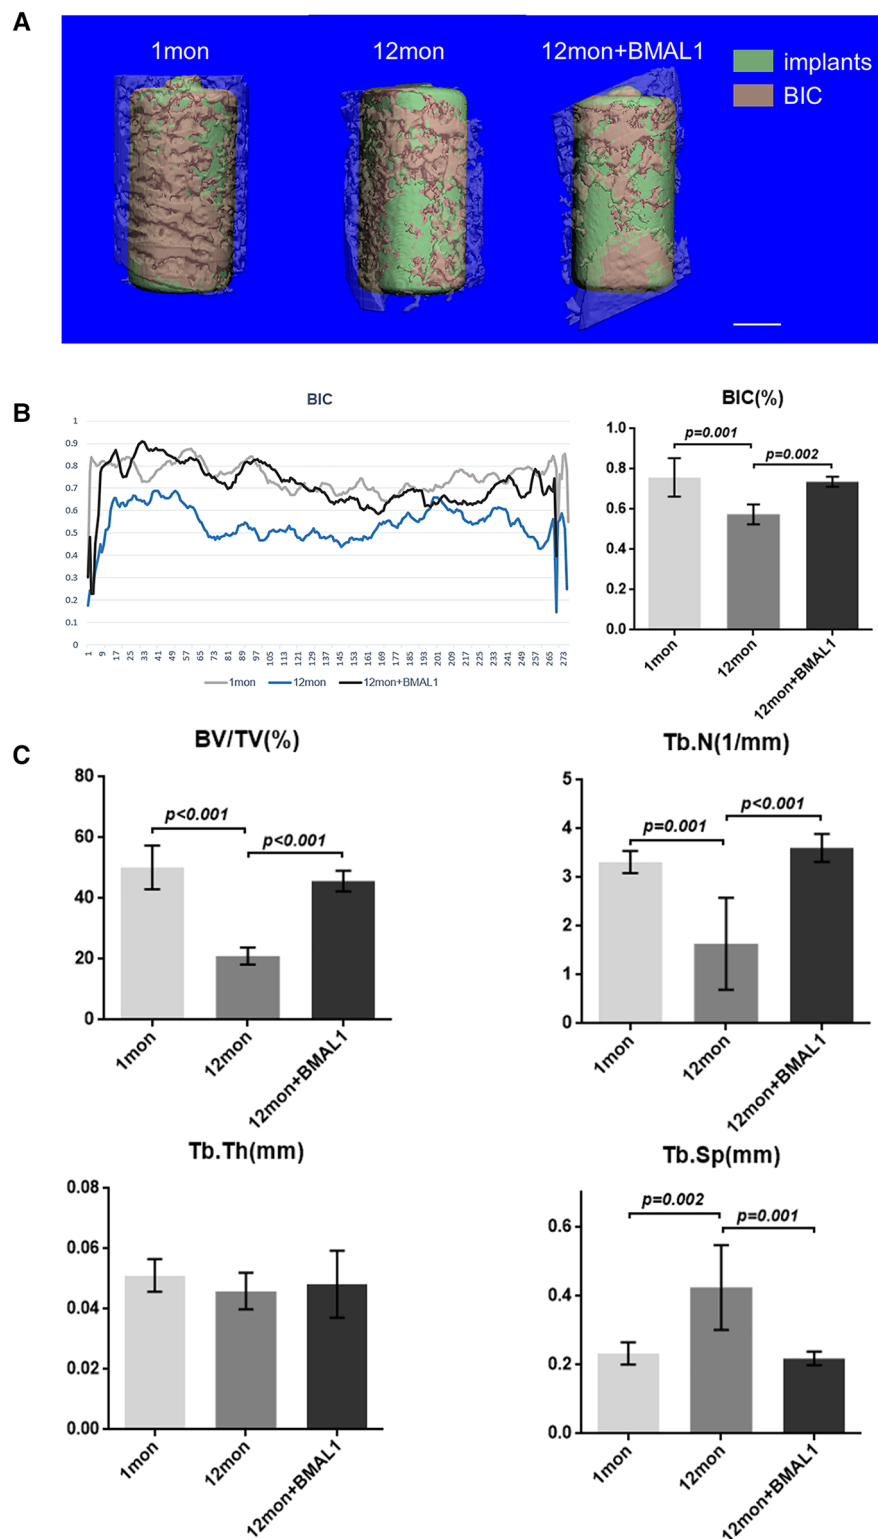 A
1mon
12mon
12mon+BMAL1
implants
BIC
B
BIC
1
0.9
0.8
0.7
0.6
0.5
0.4
0.3
0.2
0.1
0
1 9 17 25 33 41 49 57 65 73 81 89 97 105 113 121 129 137 145 153 161 169 177 185 193 201 209 217 225 233 241 249 257 265 273
1mon 12mon 12mon+BMAL1
BIC(%)
1.0
0.8
0.6
0.4
0.2
0.0
p=0.001
p=0.002
1mon
12mon
12mon+BMAL1
C
BV/TV(%)
80
60
40
20
0
p<0.001
p<0.001
1mon
12mon
12mon+BMAL1
Tb.N(1/mm)
5
4
3
2
1
0
p=0.001
p<0.001
1mon
12mon
12mon+BMAL1
Tb.Th(mm)
0.08
0.06
0.04
0.02
0.00
1mon
12mon
12mon+BMAL1
Tb.Sp(mm)
0.6
0.4
0.2
0.0
p=0.002
p=0.001
1mon
12mon
12mon+BMAL1